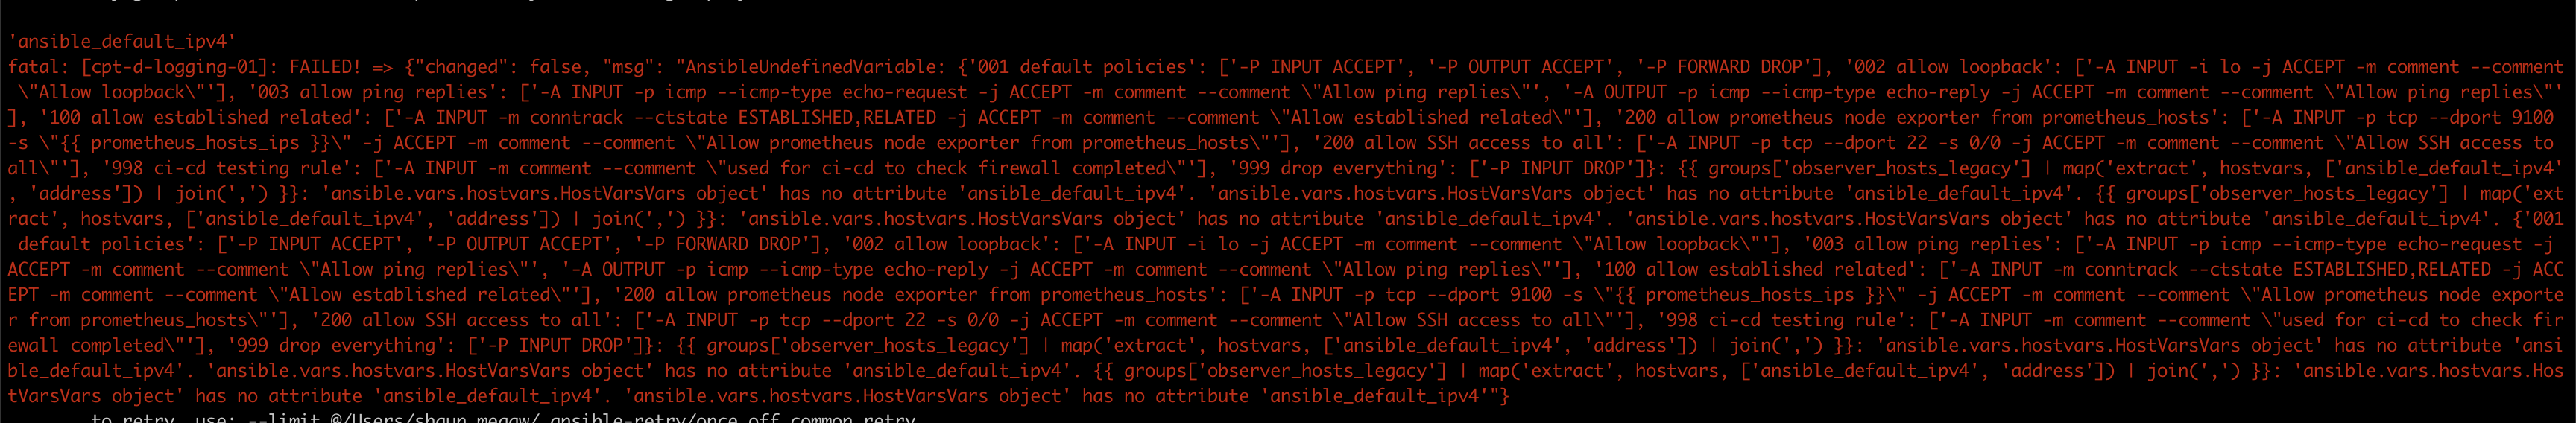 'ansible_default_ipv4'
fatal: [cpt-d-logging-01]: FAILED! => {"changed": false, "msg": "AnsibleUndefinedVariable: {'001 default policies': ['-P INPUT ACCEPT', '-P OUTPUT ACCEPT', '-P FORWARD DROP'], '002 allow loopback': ['-A INPUT -i lo -j ACCEPT -m comment --comment
 \"Allow loopback\"'], '003 allow ping replies': ['-A INPUT -p icmp --icmp-type echo-request -j ACCEPT -m comment --comment \"Allow ping replies\"', '-A OUTPUT -p icmp --icmp-type echo-reply -j ACCEPT -m comment --comment \"Allow ping replies\"'
], '100 allow established related': ['-A INPUT -m conntrack --ctstate ESTABLISHED,RELATED -j ACCEPT -m comment --comment \"Allow established related\"'], '200 allow prometheus node exporter from prometheus_hosts': ['-A INPUT -p tcp --dport 9100
-s \"{{ prometheus_hosts_ips }}\" -j ACCEPT -m comment --comment \"Allow prometheus node exporter from prometheus_hosts\"'], '200 allow SSH access to all': ['-A INPUT -p tcp --dport 22 -s 0/0 -j ACCEPT -m comment --comment \"Allow SSH access to
all\"'], '998 ci-cd testing rule': ['-A INPUT -m comment --comment \"used for ci-cd to check firewall completed\"'], '999 drop everything': ['-P INPUT DROP']}: {{ groups['observer_hosts_legacy'] | map('extract', hostvars, ['ansible_default_ipv4'
, 'address']) | join(',') }}: 'ansible.vars.hostvars.HostVarsVars object' has no attribute 'ansible_default_ipv4'. 'ansible.vars.hostvars.HostVarsVars object' has no attribute 'ansible_default_ipv4'. {{ groups['observer_hosts_legacy'] | map('ext
ract', hostvars, ['ansible_default_ipv4', 'address']) | join(',') }}: 'ansible.vars.hostvars.HostVarsVars object' has no attribute 'ansible_default_ipv4'. 'ansible.vars.hostvars.HostVarsVars object' has no attribute 'ansible_default_ipv4'. {'001
 default policies': ['-P INPUT ACCEPT', '-P OUTPUT ACCEPT', '-P FORWARD DROP'], '002 allow loopback': ['-A INPUT -i lo -j ACCEPT -m comment --comment \"Allow loopback\"'], '003 allow ping replies': ['-A INPUT -p icmp --icmp-type echo-request -j
ACCEPT -m comment --comment \"Allow ping replies\"', '-A OUTPUT -p icmp --icmp-type echo-reply -j ACCEPT -m comment --comment \"Allow ping replies\"'], '100 allow established related': ['-A INPUT -m conntrack --ctstate ESTABLISHED,RELATED -j ACC
EPT -m comment --comment \"Allow established related\"'], '200 allow prometheus node exporter from prometheus_hosts': ['-A INPUT -p tcp --dport 9100 -s \"{{ prometheus_hosts_ips }}\" -j ACCEPT -m comment --comment \"Allow prometheus node exporte
r from prometheus_hosts\"'], '200 allow SSH access to all': ['-A INPUT -p tcp --dport 22 -s 0/0 -j ACCEPT -m comment --comment \"Allow SSH access to all\"'], '998 ci-cd testing rule': ['-A INPUT -m comment --comment \"used for ci-cd to check fir
ewall completed\"'], '999 drop everything': ['-P INPUT DROP']}: {{ groups['observer_hosts_legacy'] | map('extract', hostvars, ['ansible_default_ipv4', 'address']) | join(',') }}: 'ansible.vars.hostvars.HostVarsVars object' has no attribute 'ansi
ble_default_ipv4'. 'ansible.vars.hostvars.HostVarsVars object' has no attribute 'ansible_default_ipv4'. {{ groups['observer_hosts_legacy'] | map('extract', hostvars, ['ansible_default_ipv4', 'address']) | join(',') }}: 'ansible.vars.hostvars.Hos
tVarsVars object' has no attribute 'ansible_default_ipv4'. 'ansible.vars.hostvars.HostVarsVars object' has no attribute 'ansible_default_ipv4'"}
to retry, use: --limit @/Users/shaun.megaw/.ansible-retry/once_off_common.retry